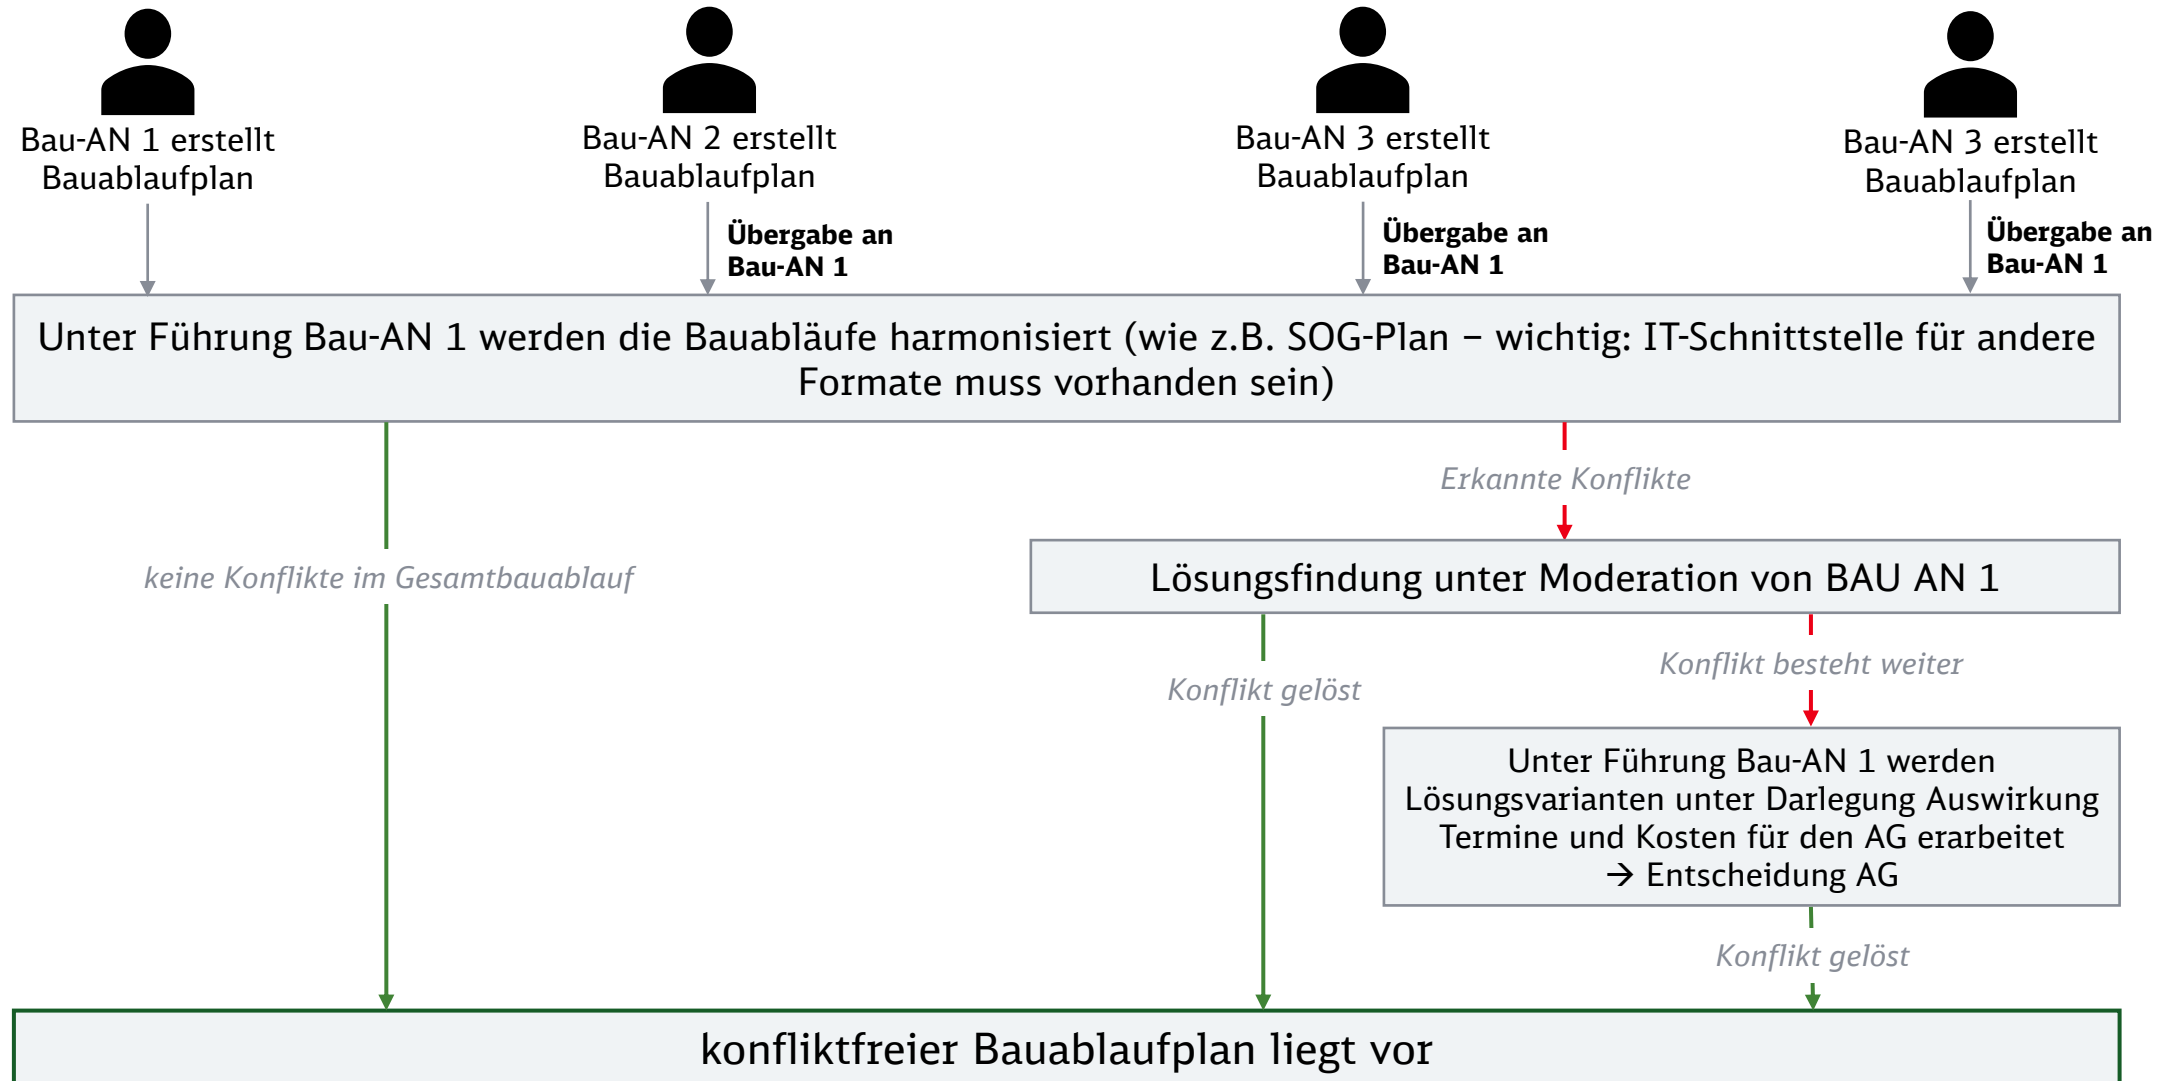 Bau-AN 1 erstellt
Bauablaufplan
Bau-AN 2 erstellt
Bauablaufplan
Übergabe an
Bau-AN 1
Bau-AN 3 erstellt
Bauablaufplan
Übergabe an
Bau-AN 1
Bau-AN 3 erstellt
Bauablaufplan
Übergabe an
Bau-AN 1
Unter Führung Bau-AN 1 werden die Bauabläufe harmonisiert (wie z.B. SOG-Plan – wichtig: IT-Schnittstelle für andere
Formate muss vorhanden sein)
Erkannte Konflikte
keine Konflikte im Gesamtbauablauf
Lösungsfindung unter Moderation von BAU AN 1
Konflikt gelöst
Konflikt besteht weiter
Unter Führung Bau-AN 1 werden
Lösungsvarianten unter Darlegung Auswirkung
Termine und Kosten für den AG erarbeitet
→ Entscheidung AG
Konflikt gelöst
konfliktfreier Bauablaufplan liegt vor